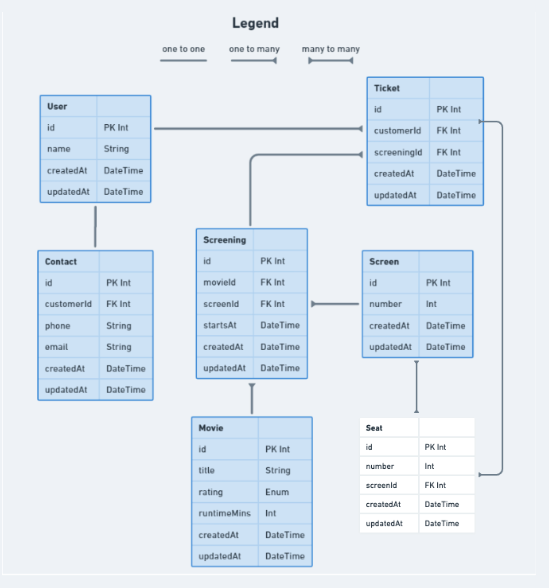 Legend
one to one one to many many to many
User
id PK Int
name String
createdAt DateTime
updatedAt DateTime
Ticket
id PK Int
customerId FK Int
screeningId FK Int
createdAt DateTime
updatedAt DateTime
Contact
id PK Int
customerId FK Int
phone String
email String
createdAt DateTime
updatedAt DateTime
Screening
id PK Int
movieId FK Int
screenId FK Int
startsAt DateTime
createdAt DateTime
updatedAt DateTime
Screen
id PK Int
number Int
createdAt DateTime
updatedAt DateTime
Movie
id PK Int
title String
rating Enum
runtimeMins Int
createdAt DateTime
updatedAt DateTime
Seat
id PK Int
number Int
screenId FK Int
createdAt DateTime
updatedAt DateTime